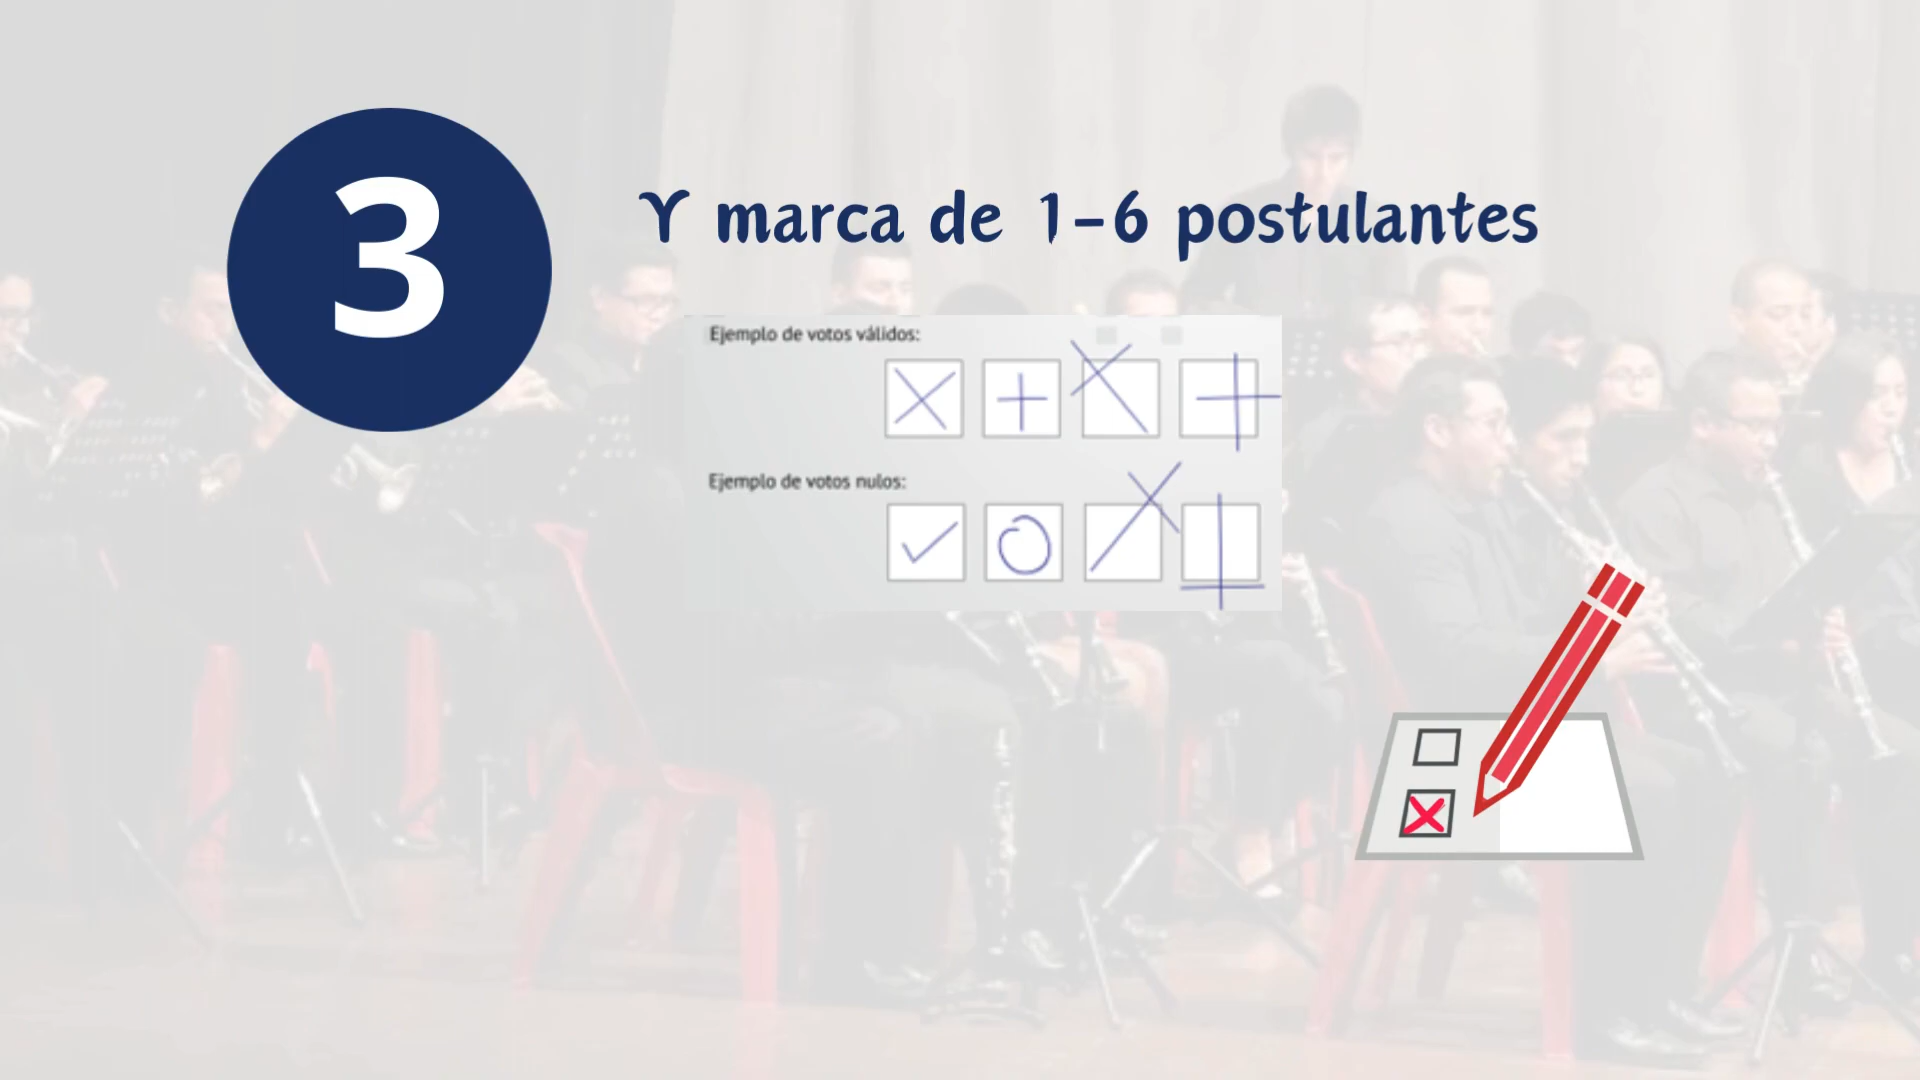 3
Y marca de 1-6 postulantes
Ejemplo de votos válidos:
Ejemplo de votos nulos: